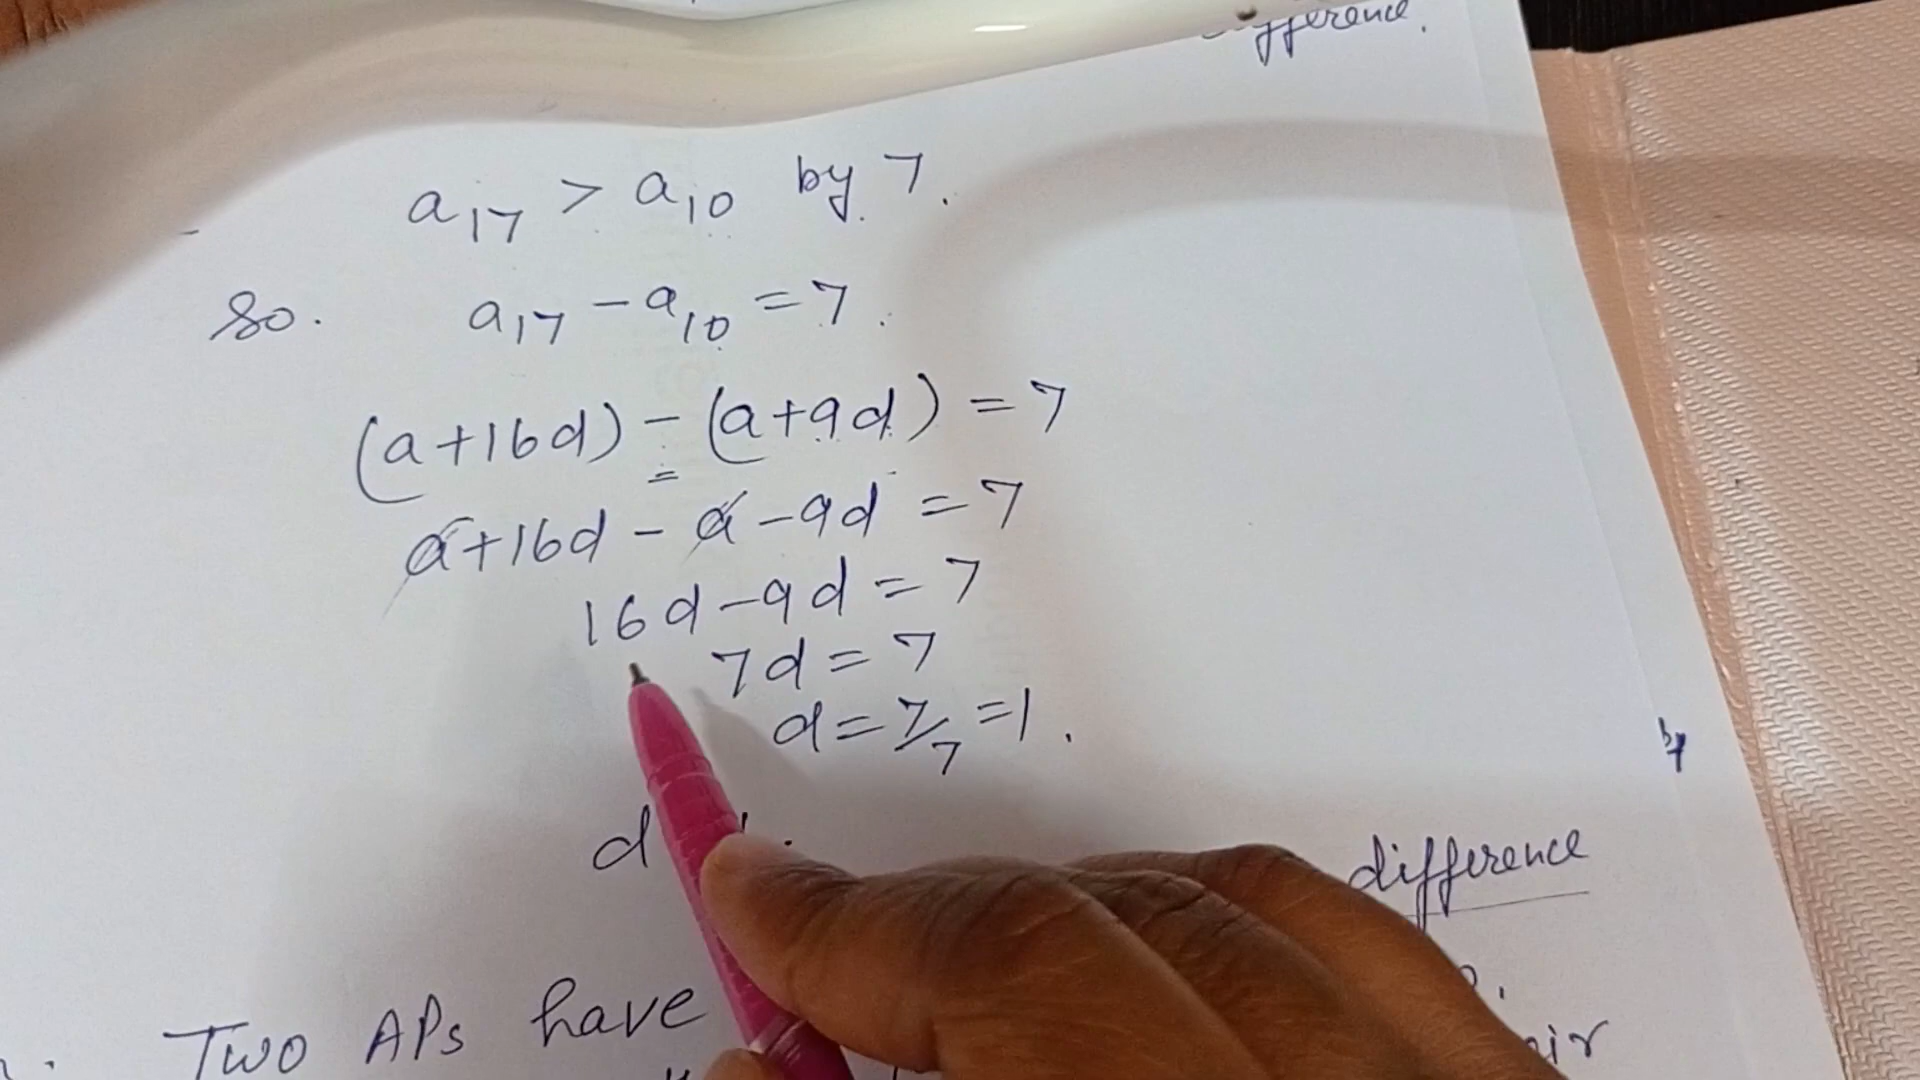 difference.
a17 > a10 by 7.
So. a17 - a10 = 7.
(a+16d) - (a+9d) = 7
a+16d - a - 9d = 7
16d - 9d = 7
7d = 7
d = 7/7 = 1.
d
difference
Two APs have